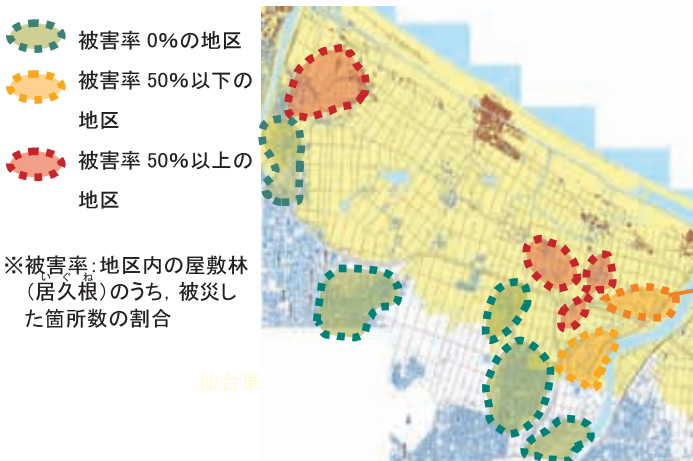 被害率 0%の地区
被害率 50%以下の
地区
被害率 50%以上の
地区
※被害率:地区内の屋敷林
いぐね
(居久根)のうち, 被災し
た箇所数の割合
仙台東